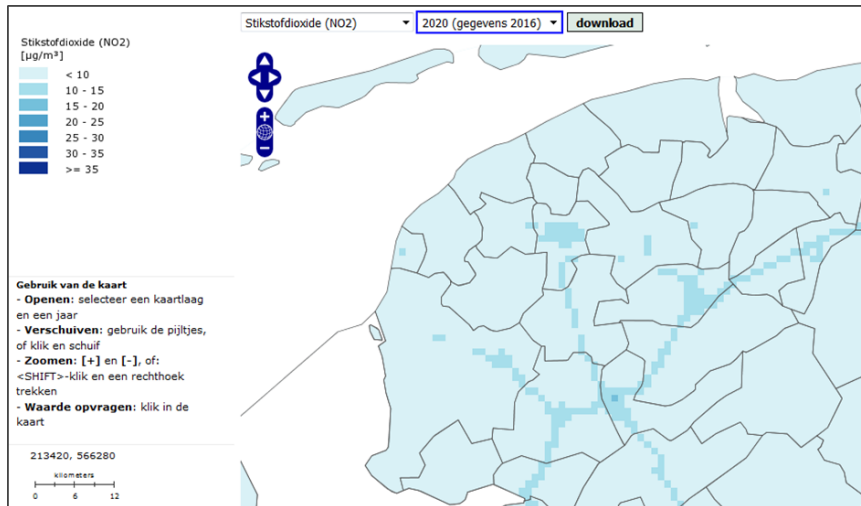 Stikstofdioxide (NO2)
2020 (gegevens 2016)
download
Stikstofdioxide (NO2)
[µg/m³]
< 10
10 - 15
15 - 20
20 - 25
25 - 30
30 - 35
>= 35
Gebruik van de kaart
- Openen: selecteer een kaartlaag
en een jaar
- Verschuiven: gebruik de pijltjes,
of klik en schuif
- Zoomen: [+] en [-], of:
<SHIFT>-klik en een rechthoek
trekken
- Waarde opvragen: klik in de
kaart
213420, 566280
kilometers
0 6 12